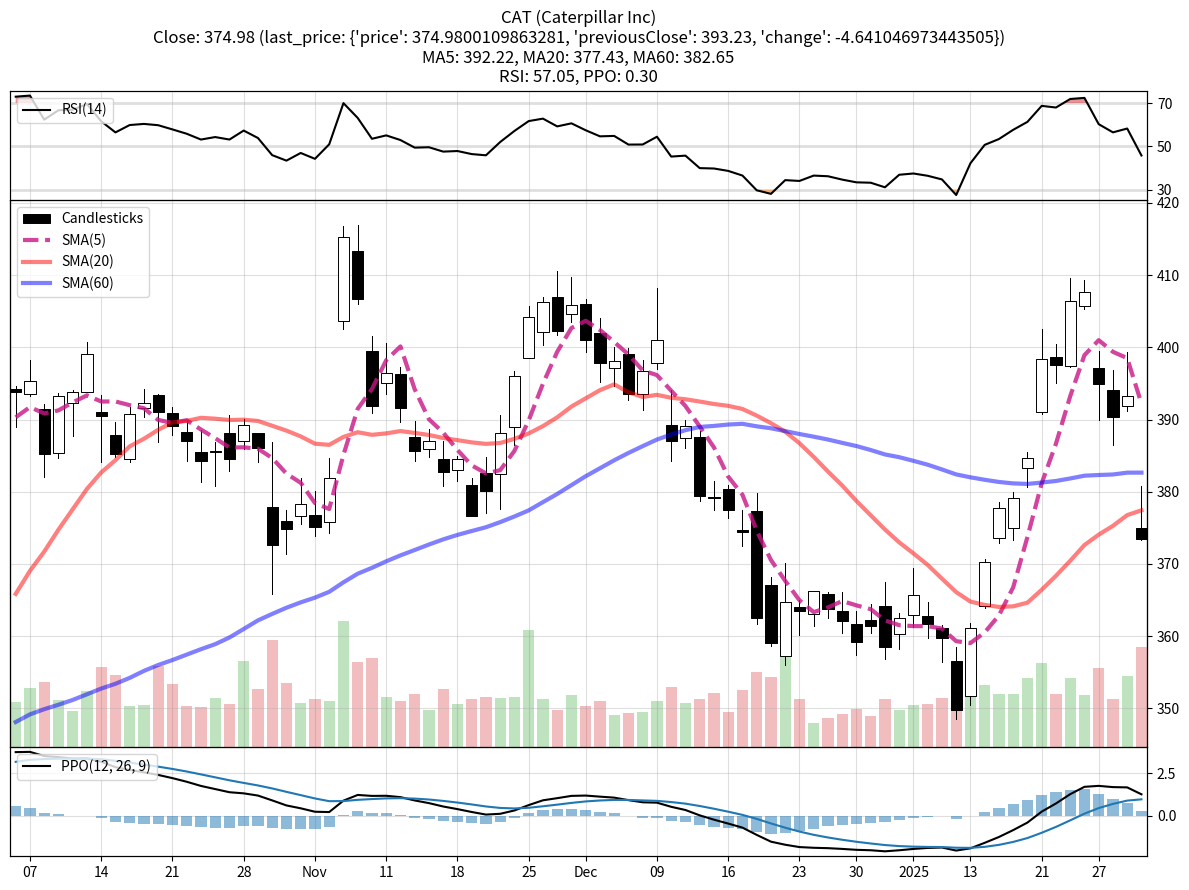 CAT (Caterpillar Inc)
Close: 374.98 (last_price: {'price': 374.9800109863281, 'previousClose': 393.23, 'change': -4.641046973443505})
MA5: 392.22, MA20: 377.43, MA60: 382.65
RSI: 57.05, PPO: 0.30
RSI(14)
70
50
30
Candlesticks
SMA(5)
SMA(20)
SMA(60)
420
410
400
390
380
370
360
350
PPO(12, 26, 9)
2.5
0.0
07 14 21 28 Nov 11 18 25 Dec 09 16 23 30 2025 13 21 27